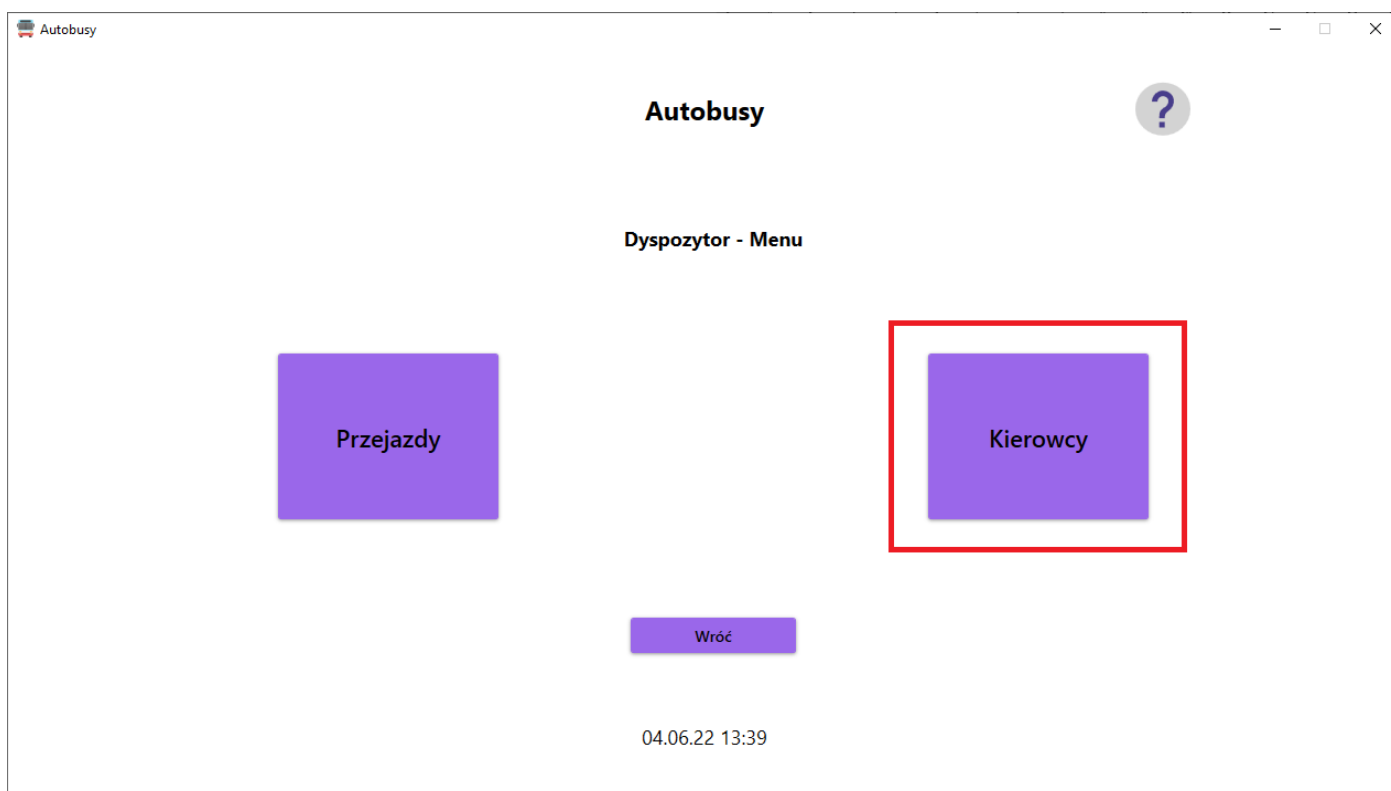 Autobusy
Autobusy
?
Dyspozytor - Menu
Przejazdy
Kierowcy
Wróć
04.06.22 13:39